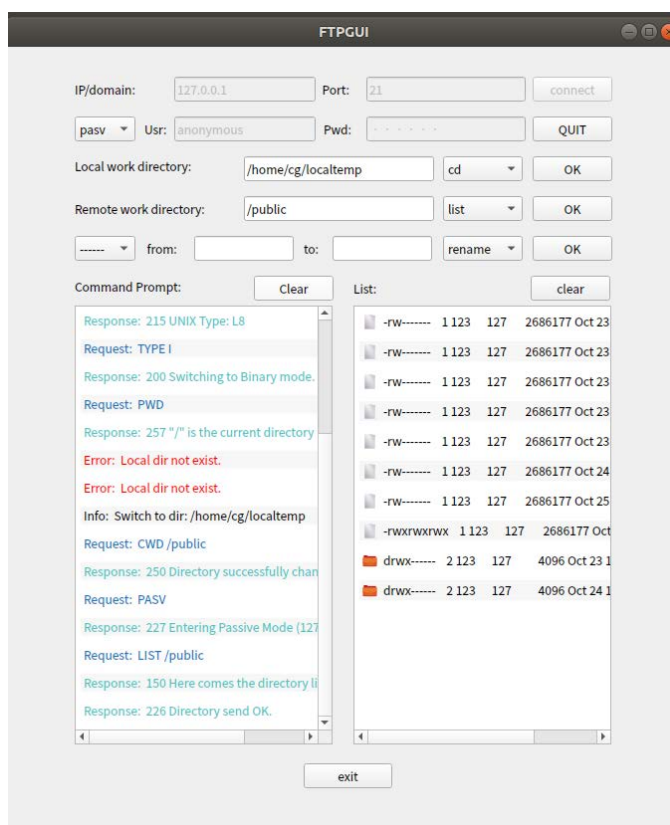 FTPGUI
IP/domain: 127.0.0.1 Port: 21 connect
pasv Usr: anonymous Pwd: QUIT
Local work directory: /home/cg/localtemp cd OK
Remote work directory: /public list OK
------ from: to: rename OK
Command Prompt: Clear List: clear
Response: 215 UNIX Type: L8
Request: TYPE I
Response: 200 Switching to Binary mode.
Request: PWD
Response: 257 "/" is the current directory
Error: Local dir not exist.
Error: Local dir not exist.
Info: Switch to dir: /home/cg/localtemp
Request: CWD /public
Response: 250 Directory successfully chan
Request: PASV
Response: 227 Entering Passive Mode (127
Request: LIST /public
Response: 150 Here comes the directory li
Response: 226 Directory send OK.
-rw------- 1 123 127 2686177 Oct 23
-rw------- 1 123 127 2686177 Oct 23
-rw------- 1 123 127 2686177 Oct 23
-rw------- 1 123 127 2686177 Oct 23
-rw------- 1 123 127 2686177 Oct 23
-rw------- 1 123 127 2686177 Oct 24
-rw------- 1 123 127 2686177 Oct 25
-rwxrwxrwx 1 123 127 2686177 Oct
drwx------ 2 123 127 4096 Oct 23 1
drwx------ 2 123 127 4096 Oct 24 1
exit